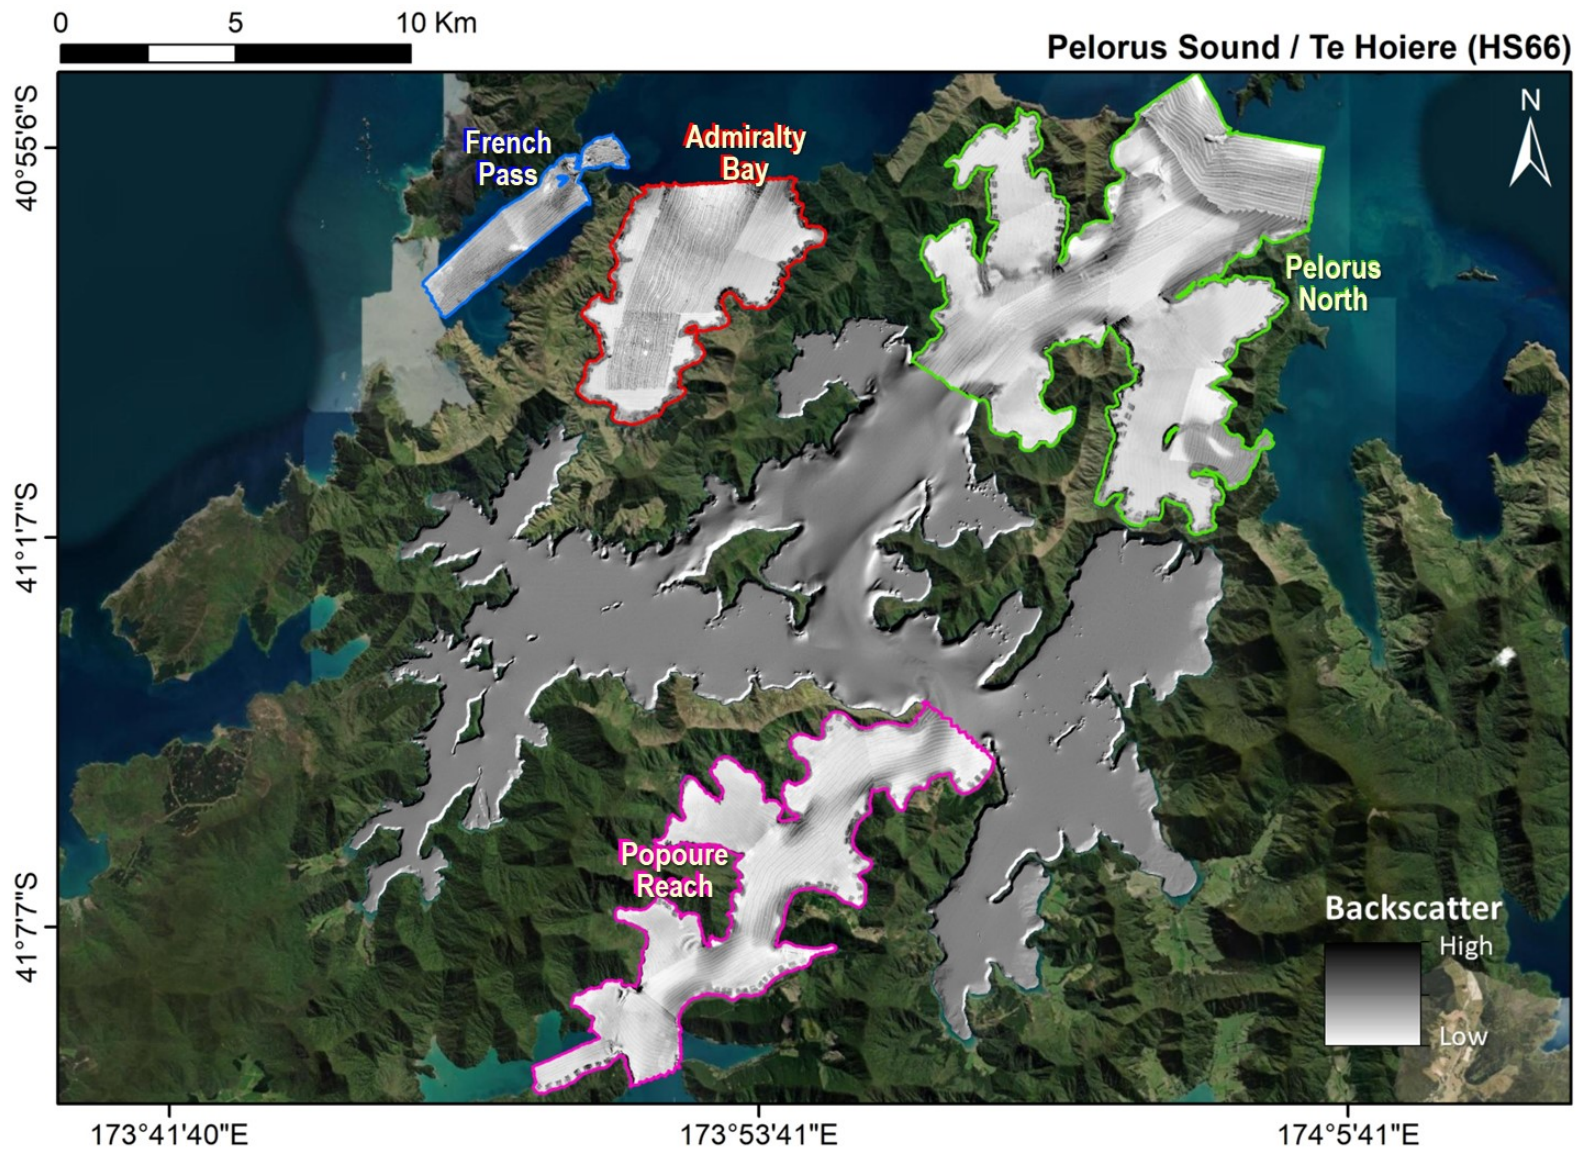 0 5 10 Km
Pelorus Sound / Te Hoiere (HS66)
N
40°55'6"S
French
Pass
Admiralty
Bay
Pelorus
North
41°1'7"S
Popoure
Reach
41°7'7"S
Backscatter
High
Low
173°41'40"E 173°53'41"E 174°5'41"E